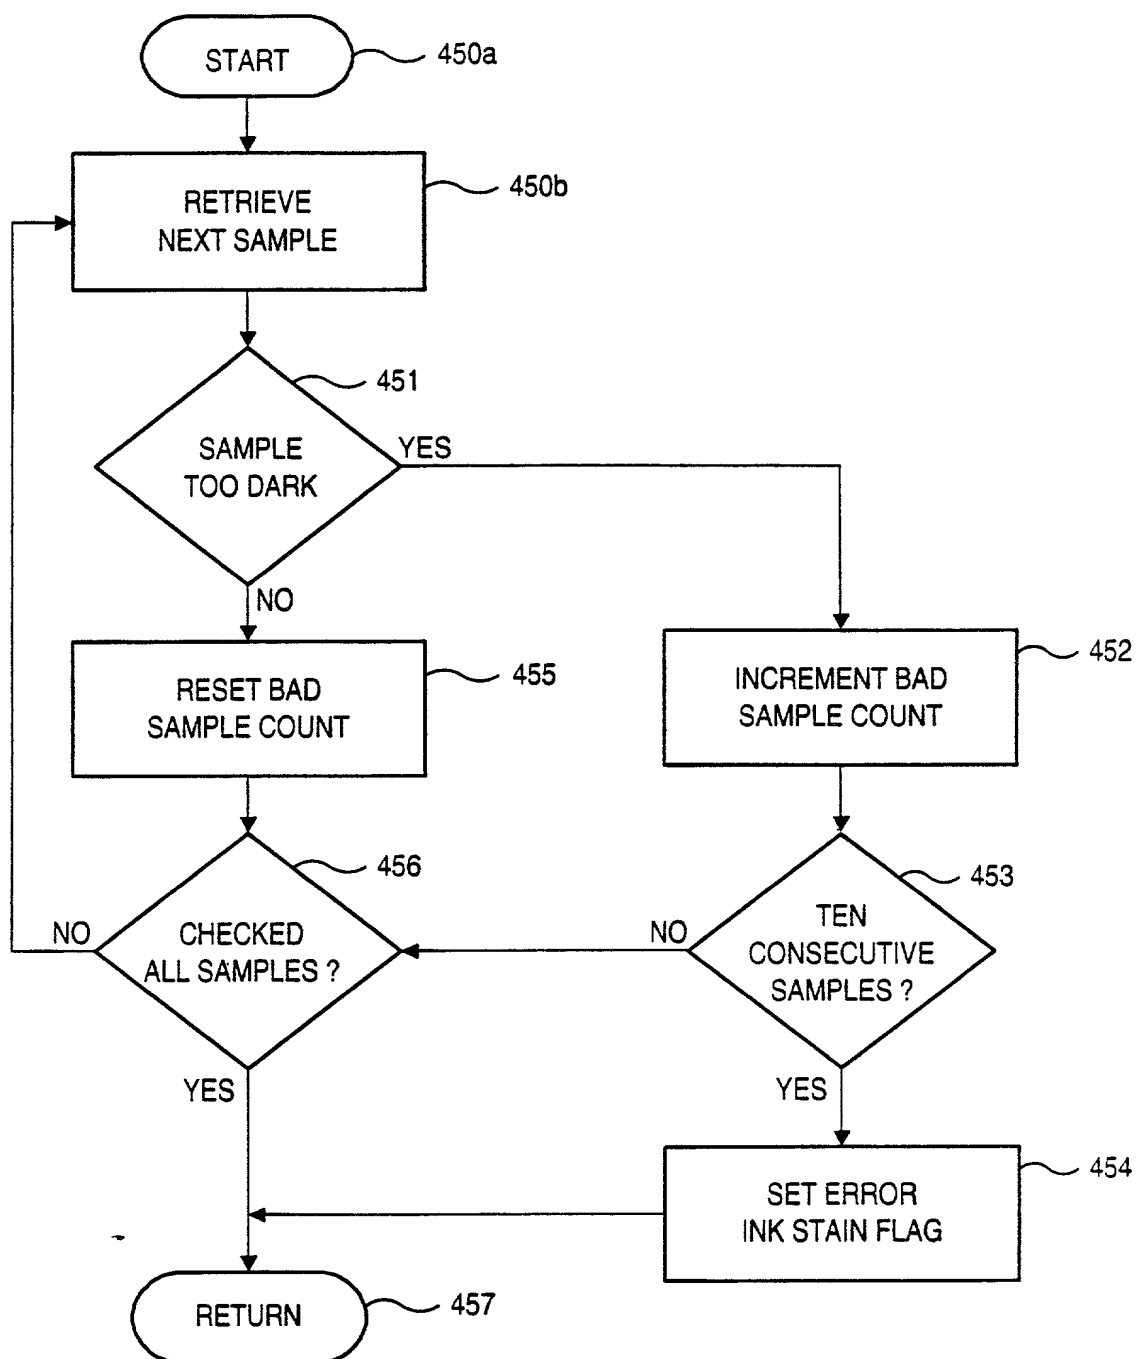 START
450a
RETRIEVE
NEXT SAMPLE
450b
451
SAMPLE
TOO DARK
YES
NO
RESET BAD
SAMPLE COUNT
455
INCREMENT BAD
SAMPLE COUNT
452
456
CHECKED
ALL SAMPLES ?
NO
YES
453
TEN
CONSECUTIVE
SAMPLES ?
NO
YES
SET ERROR
INK STAIN FLAG
454
RETURN
457